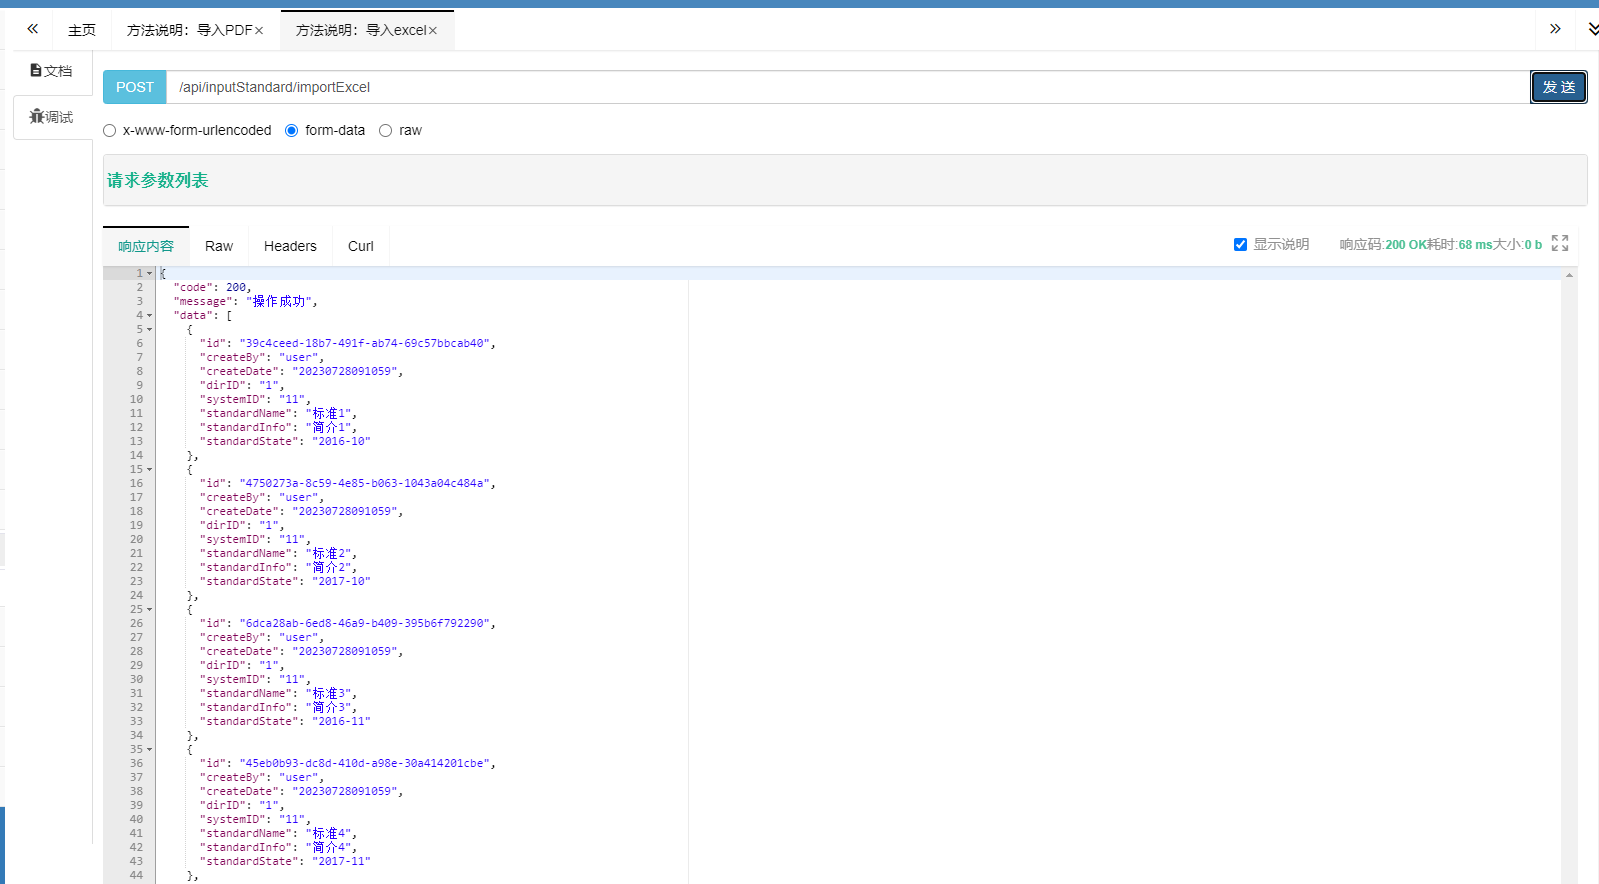 主页 方法说明：导入PDF× 方法说明：导入excel×
文档
调试
POST /api/inputStandard/importExcel 发 送
x-www-form-urlencoded form-data raw
请求参数列表
响应内容 Raw Headers Curl 显示说明 响应码:200 OK耗时:68 ms大小:0 b
1 {
2 "code": 200,
3 "message": "操作成功",
4 "data": [
5 {
6 "id": "39c4ceed-18b7-491f-ab74-69c57bbcab40",
7 "createBy": "user",
8 "createDate": "20230728091059",
9 "dirID": "1",
10 "systemID": "11",
11 "standardName": "标准1",
12 "standardInfo": "简介1",
13 "standardState": "2016-10"
14 },
15 {
16 "id": "4750273a-8c59-4e85-b063-1043a04c484a",
17 "createBy": "user",
18 "createDate": "20230728091059",
19 "dirID": "1",
20 "systemID": "11",
21 "standardName": "标准2",
22 "standardInfo": "简介2",
23 "standardState": "2017-10"
24 },
25 {
26 "id": "6dca28ab-6ed8-46a9-b409-395b6f792290",
27 "createBy": "user",
28 "createDate": "20230728091059",
29 "dirID": "1",
30 "systemID": "11",
31 "standardName": "标准3",
32 "standardInfo": "简介3",
33 "standardState": "2016-11"
34 },
35 {
36 "id": "45eb0b93-dc8d-410d-a98e-30a414201cbe",
37 "createBy": "user",
38 "createDate": "20230728091059",
39 "dirID": "1",
40 "systemID": "11",
41 "standardName": "标准4",
42 "standardInfo": "简介4",
43 "standardState": "2017-11"
44 },